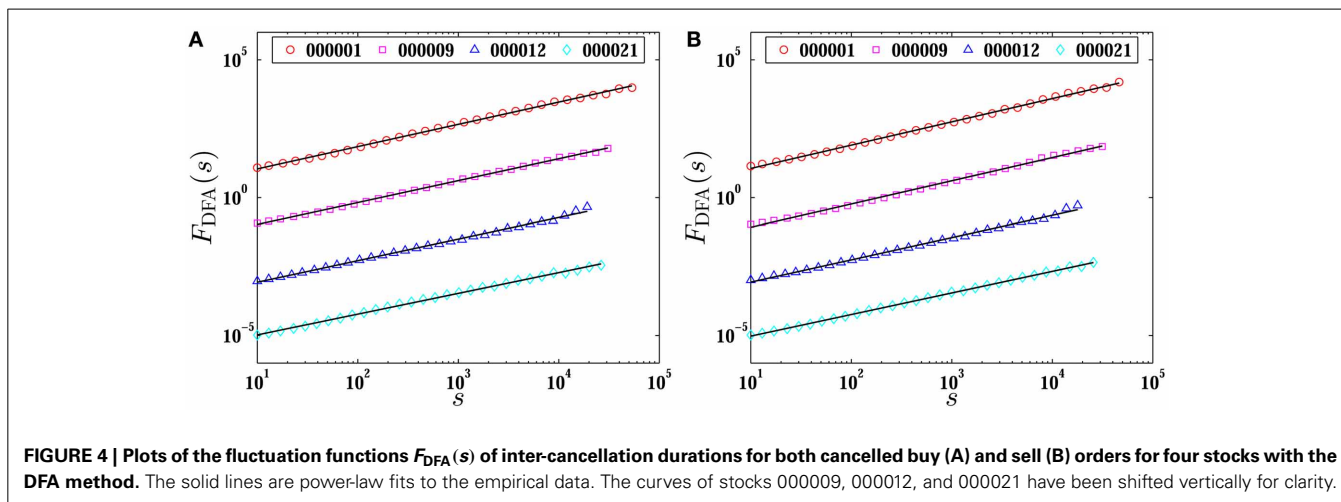 A
000001 000009 000012 000021
10^5
10^0
10^-5
F_DFA(s)
10^1 10^2 10^3 10^4 10^5
s
B
000001 000009 000012 000021
10^5
10^0
10^-5
F_DFA(s)
10^1 10^2 10^3 10^4 10^5
s
FIGURE 4 | Plots of the fluctuation functions F_DFA(s) of inter-cancellation durations for both cancelled buy (A) and sell (B) orders for four stocks with the
DFA method. The solid lines are power-law fits to the empirical data. The curves of stocks 000009, 000012, and 000021 have been shifted vertically for clarity.